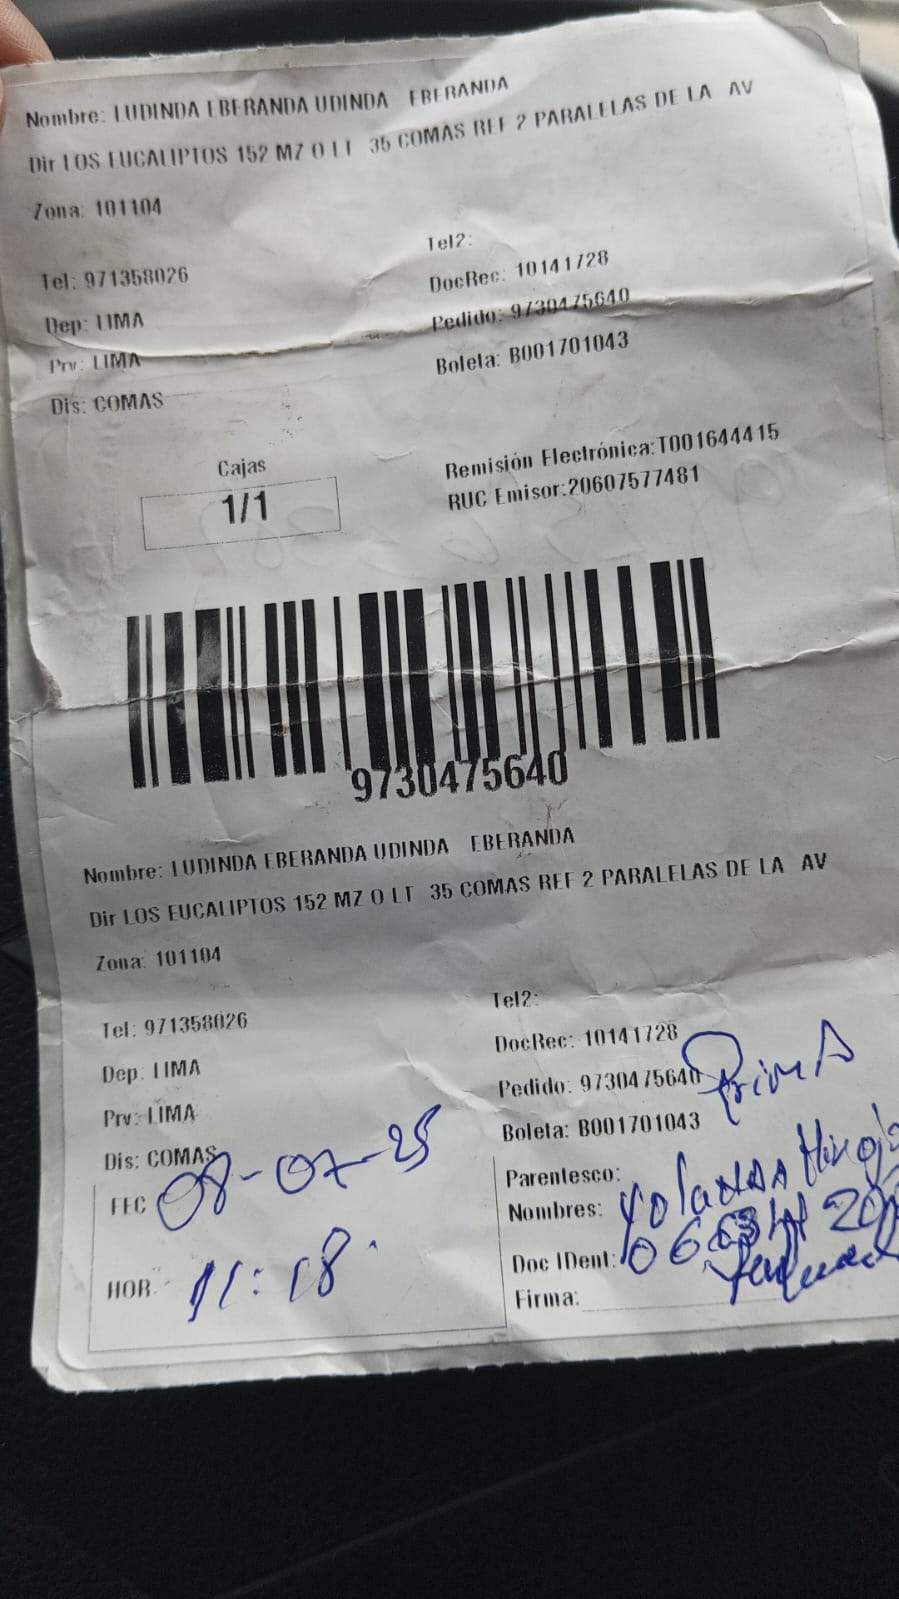 Nombre: LUDINDA EBERANDA UDINDA EBERANDA
Dir LOS EUCALIPTOS 152 MZ O LT 35 COMAS REF 2 PARALELAS DE LA AV
Zona: 101104
Tel2:
Tel: 971358026
DocRec: 10141728
Dep: LIMA
Pedido: 9730475640
Prv: LIMA
Boleta: B001701043
Dis: COMAS
Cajas
1/1
Remisión Electrónica:T001644415
RUC Emisor:20607577481
9730475640
Nombre: LUDINDA EBERANDA UDINDA EBERANDA
Dir LOS EUCALIPTOS 152 MZ O LT 35 COMAS REF 2 PARALELAS DE LA AV
Zona: 101104
Tel2:
Tel: 971358026
DocRec: 10141728
Dep: LIMA
Pedido: 9730475640
Prv: LIMA
Boleta: B001701043
Dis: COMAS
Parentesco: PrimA
FEC 08-07-25
Nombres:
HOR: 11:18
Doc IDent:
Firma: